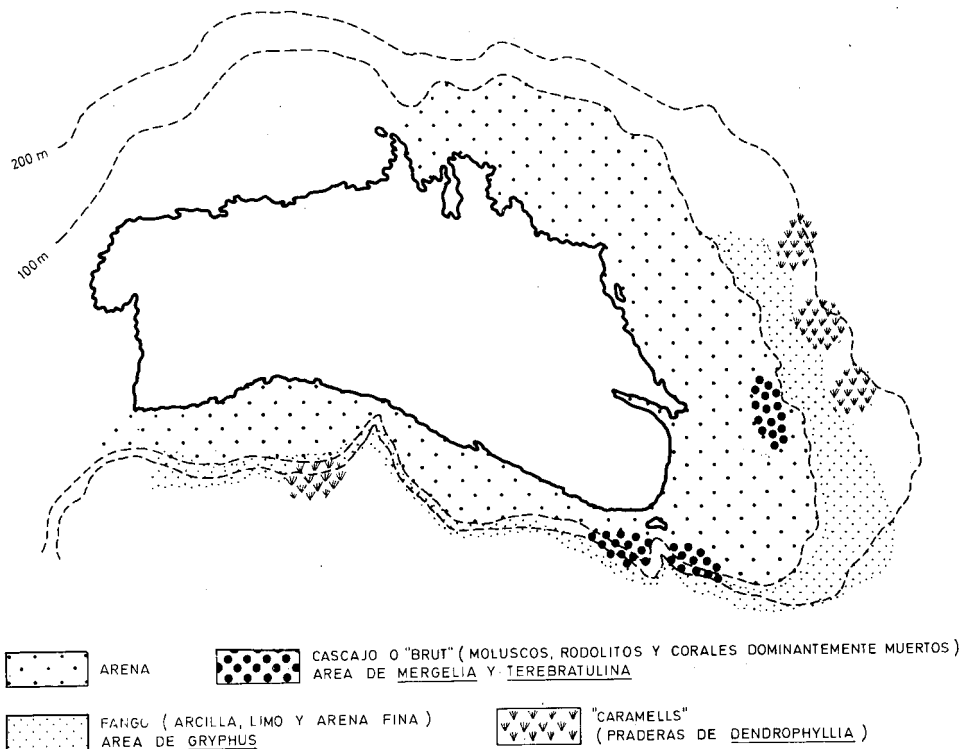 200 m
100 m
ARENA
CASCAJO O "BRUT" ( MOLUSCOS, RODOLITOS Y CORALES DOMINANTEMENTE MUERTOS )
AREA DE MERGELIA Y TEREBRATULINA
FANGO ( ARCILLA, LIMO Y ARENA FINA )
AREA DE GRYPHUS
"CARAMELLS"
( PRADERAS DE DENDROPHYLLIA )